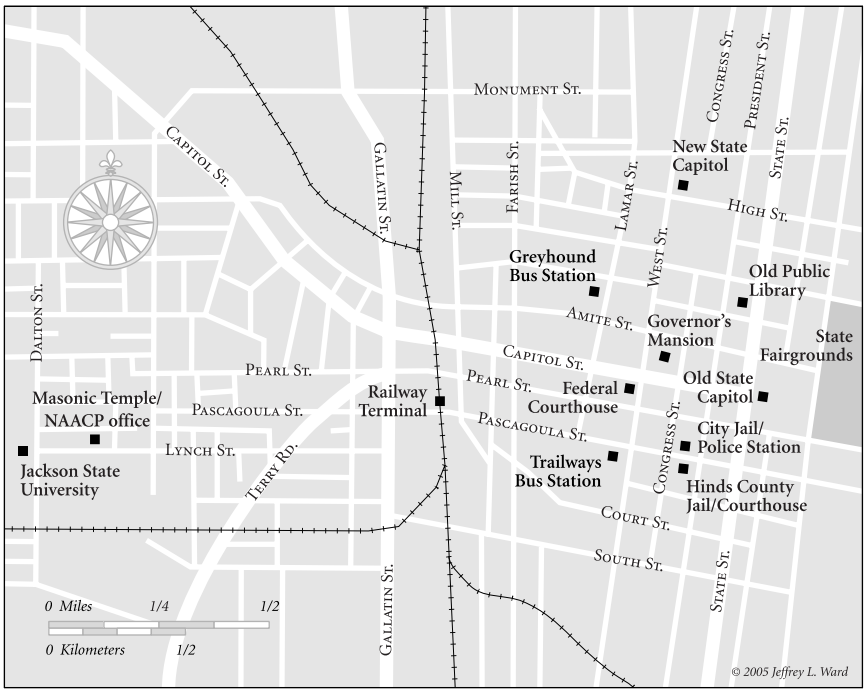 MONUMENT ST.
CONGRESS ST.
PRESIDENT ST.
STATE ST.
CAPITOL ST.
GALLATIN ST.
MILL ST.
FARISH ST.
LAMAR ST.
New State
Capitol
HIGH ST.
WEST ST.
Greyhound
Bus Station
Old Public
Library
DALTON ST.
AMITE ST.
Governor's
Mansion
State
Fairgrounds
CAPITOL ST.
PEARL ST.
PEARL ST.
Railway
Terminal
Federal
Courthouse
Old State
Capitol
Masonic Temple/
NAACP office
PASCAGOULA ST.
PASCAGOULA ST.
CONGRESS ST.
City Jail/
Police Station
LYNCH ST.
TERRY RD.
Trailways
Bus Station
Jackson State
University
Hinds County
Jail/Courthouse
COURT ST.
SOUTH ST.
STATE ST.
GALLATIN ST.
0 Miles 1/4 1/2
0 Kilometers 1/2
© 2005 Jeffrey L. Ward